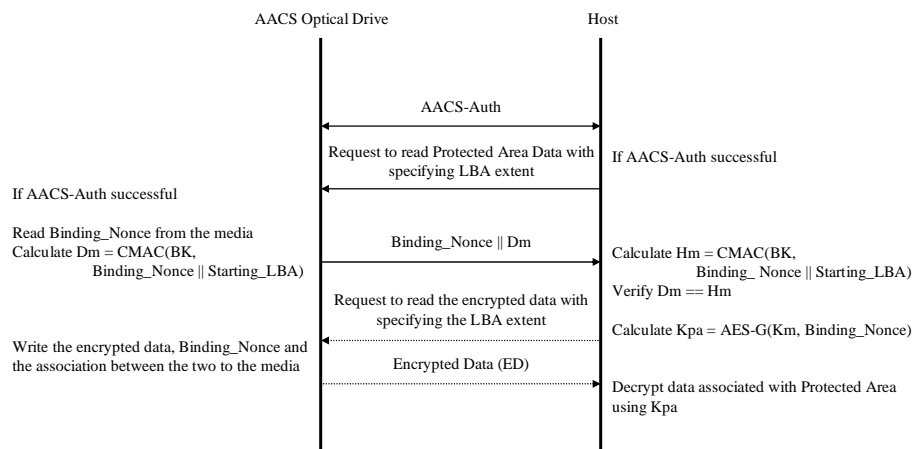 AACS Optical Drive
Host
AACS-Auth
Request to read Protected Area Data with
specifying LBA extent
If AACS-Auth successful
If AACS-Auth successful
Read Binding_Nonce from the media
Calculate Dm = CMAC(BK,
Binding_Nonce || Starting_LBA)
Binding_Nonce || Dm
Calculate Hm = CMAC(BK,
Binding_ Nonce || Starting_LBA)
Verify Dm == Hm
Request to read the encrypted data with
specifying the LBA extent
Calculate Kpa = AES-G(Km, Binding_Nonce)
Write the encrypted data, Binding_Nonce and
the association between the two to the media
Encrypted Data (ED)
Decrypt data associated with Protected Area
using Kpa